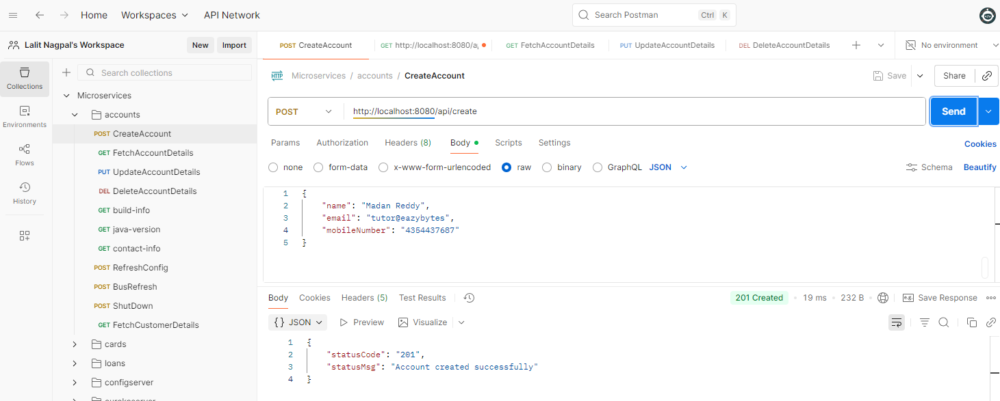 Home Workspaces API Network Search Postman Ctrl K
Lalit Nagpal's Workspace New Import
POST CreateAccount GET http://localhost:8080/a GET FetchAccountDetails PUT UpdateAccountDetails DEL DeleteAccountDetails No environment
Collections
Environments
Flows
History
Search collections
Microservices
accounts
POST CreateAccount
GET FetchAccountDetails
PUT UpdateAccountDetails
DEL DeleteAccountDetails
GET build-info
GET java-version
GET contact-info
POST RefreshConfig
POST BusRefresh
POST ShutDown
GET FetchCustomerDetails
cards
loans
configserver
eurekaserver
HTTP Microservices / accounts / CreateAccount Save Share
POST http://localhost:8080/api/create Send
Params Authorization Headers (8) Body Scripts Settings Cookies
none form-data x-www-form-urlencoded raw binary GraphQL JSON Schema Beautify
1 {
2 "name": "Madan Reddy",
3 "email": "tutor@eazybytes",
4 "mobileNumber": "4354437687"
5 }
Body Cookies Headers (5) Test Results 201 Created • 19 ms • 232 B • Save Response
{} JSON Preview Visualize
1 {
2 "statusCode": "201",
3 "statusMsg": "Account created successfully"
4 }